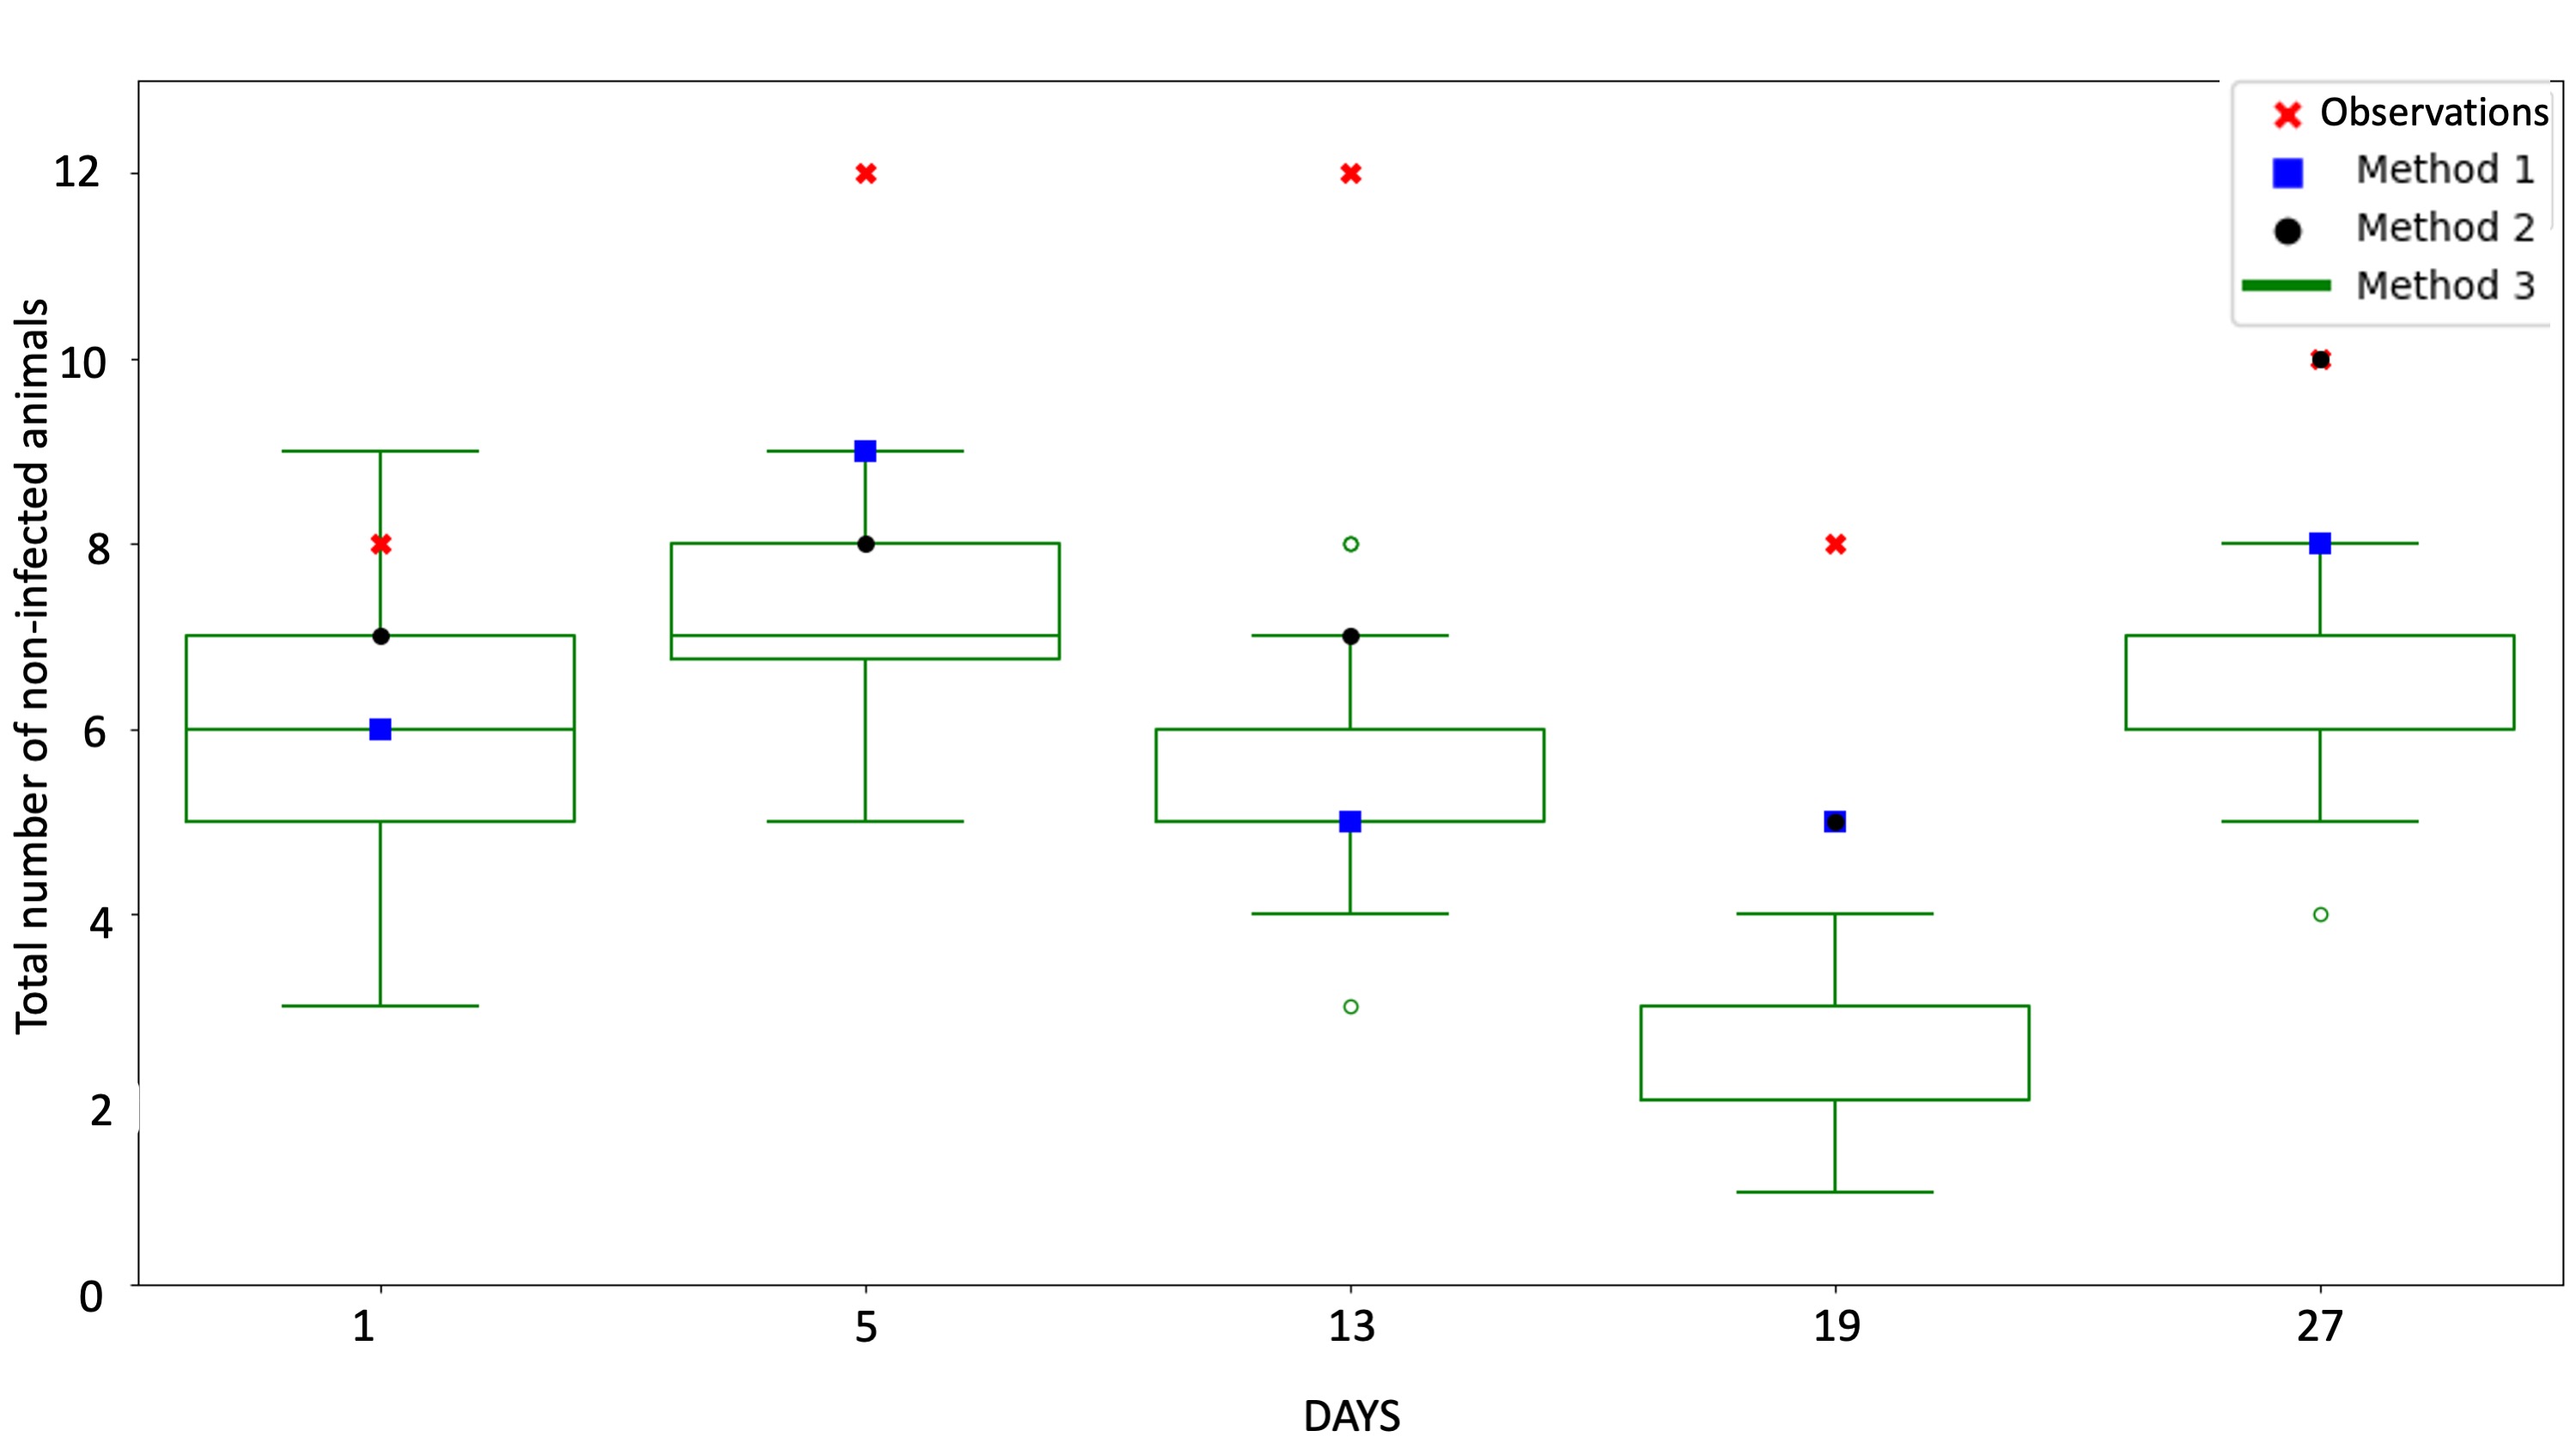 Observations
Method 1
Method 2
Method 3
Total number of non-infected animals
12
10
8
6
4
2
0
1 5 13 19 27
DAYS